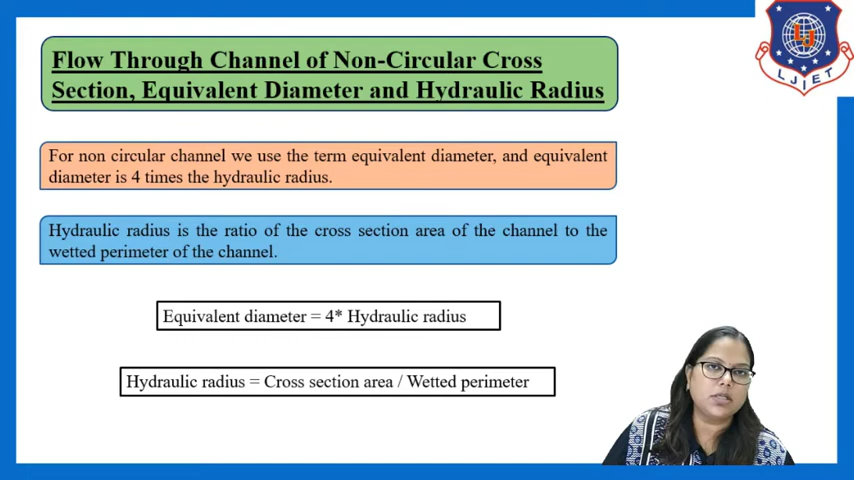 Flow Through Channel of Non-Circular Cross
Section, Equivalent Diameter and Hydraulic Radius
For non circular channel we use the term equivalent diameter, and equivalent
diameter is 4 times the hydraulic radius.
Hydraulic radius is the ratio of the cross section area of the channel to the
wetted perimeter of the channel.
Equivalent diameter = 4* Hydraulic radius
Hydraulic radius = Cross section area / Wetted perimeter
LJ
LJIET